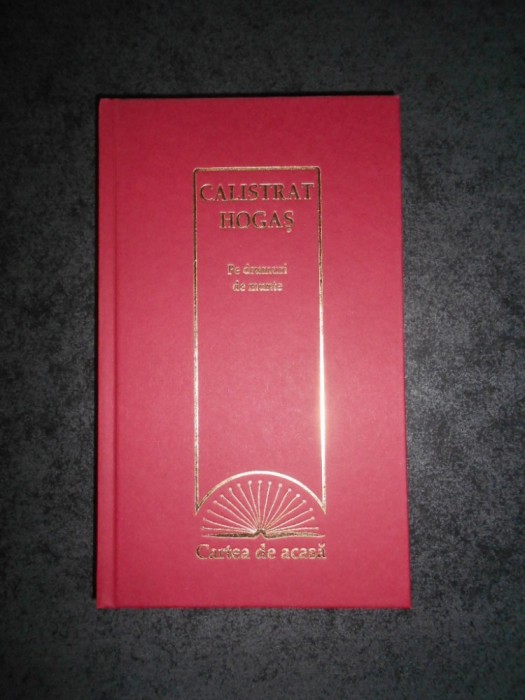 CALISTRAT
HOGAȘ
Pe drumuri
de munte
Cartea de acasă